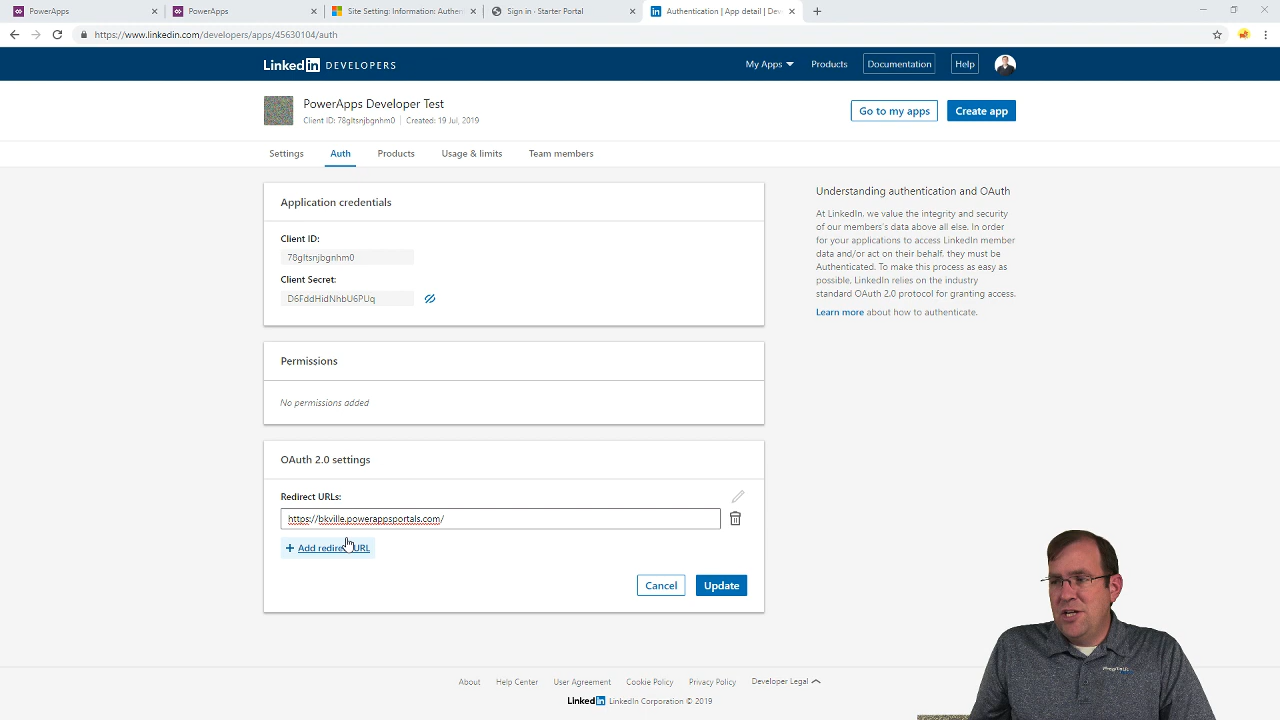 PowerApps
PowerApps
Site Setting: Information: Authen
Sign in · Starter Portal
Authentication | App detail | Dev
https://www.linkedin.com/developers/apps/45630104/auth
Linked in DEVELOPERS
My Apps
Products
Documentation
Help
PowerApps Developer Test
Client ID: 78gltsnjbgnhm0 | Created: 19 Jul, 2019
Go to my apps
Create app
Settings
Auth
Products
Usage & limits
Team members
Application credentials
Client ID:
78gltsnjbgnhm0
Client Secret:
D6FddHidNhbU6PUq
Permissions
No permissions added
OAuth 2.0 settings
Redirect URLs:
https://bkville.powerappsportals.com/
+ Add redirect URL
Cancel
Update
Understanding authentication and OAuth
At LinkedIn, we value the integrity and security
of our members's data above all else. In order
for your applications to access LinkedIn member
data and/or act on their behalf, they must be
Authenticated. To make this process as easy as
possible, LinkedIn relies on the industry
standard OAuth 2.0 protocol for granting access.
Learn more about how to authenticate.
About
Help Center
User Agreement
Cookie Policy
Privacy Policy
Developer Legal
Linked in LinkedIn Corporation © 2019